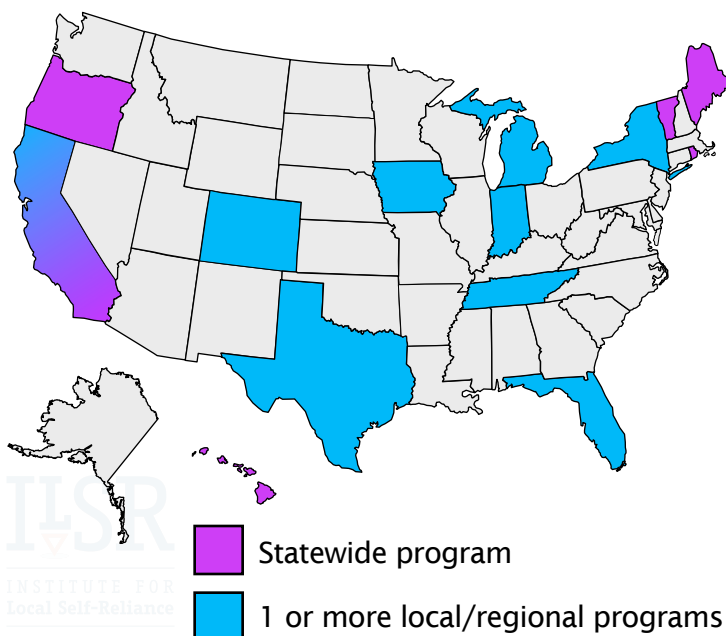 ILSR
INSTITUTE FOR
Local Self-Reliance
Statewide program
1 or more local/regional programs